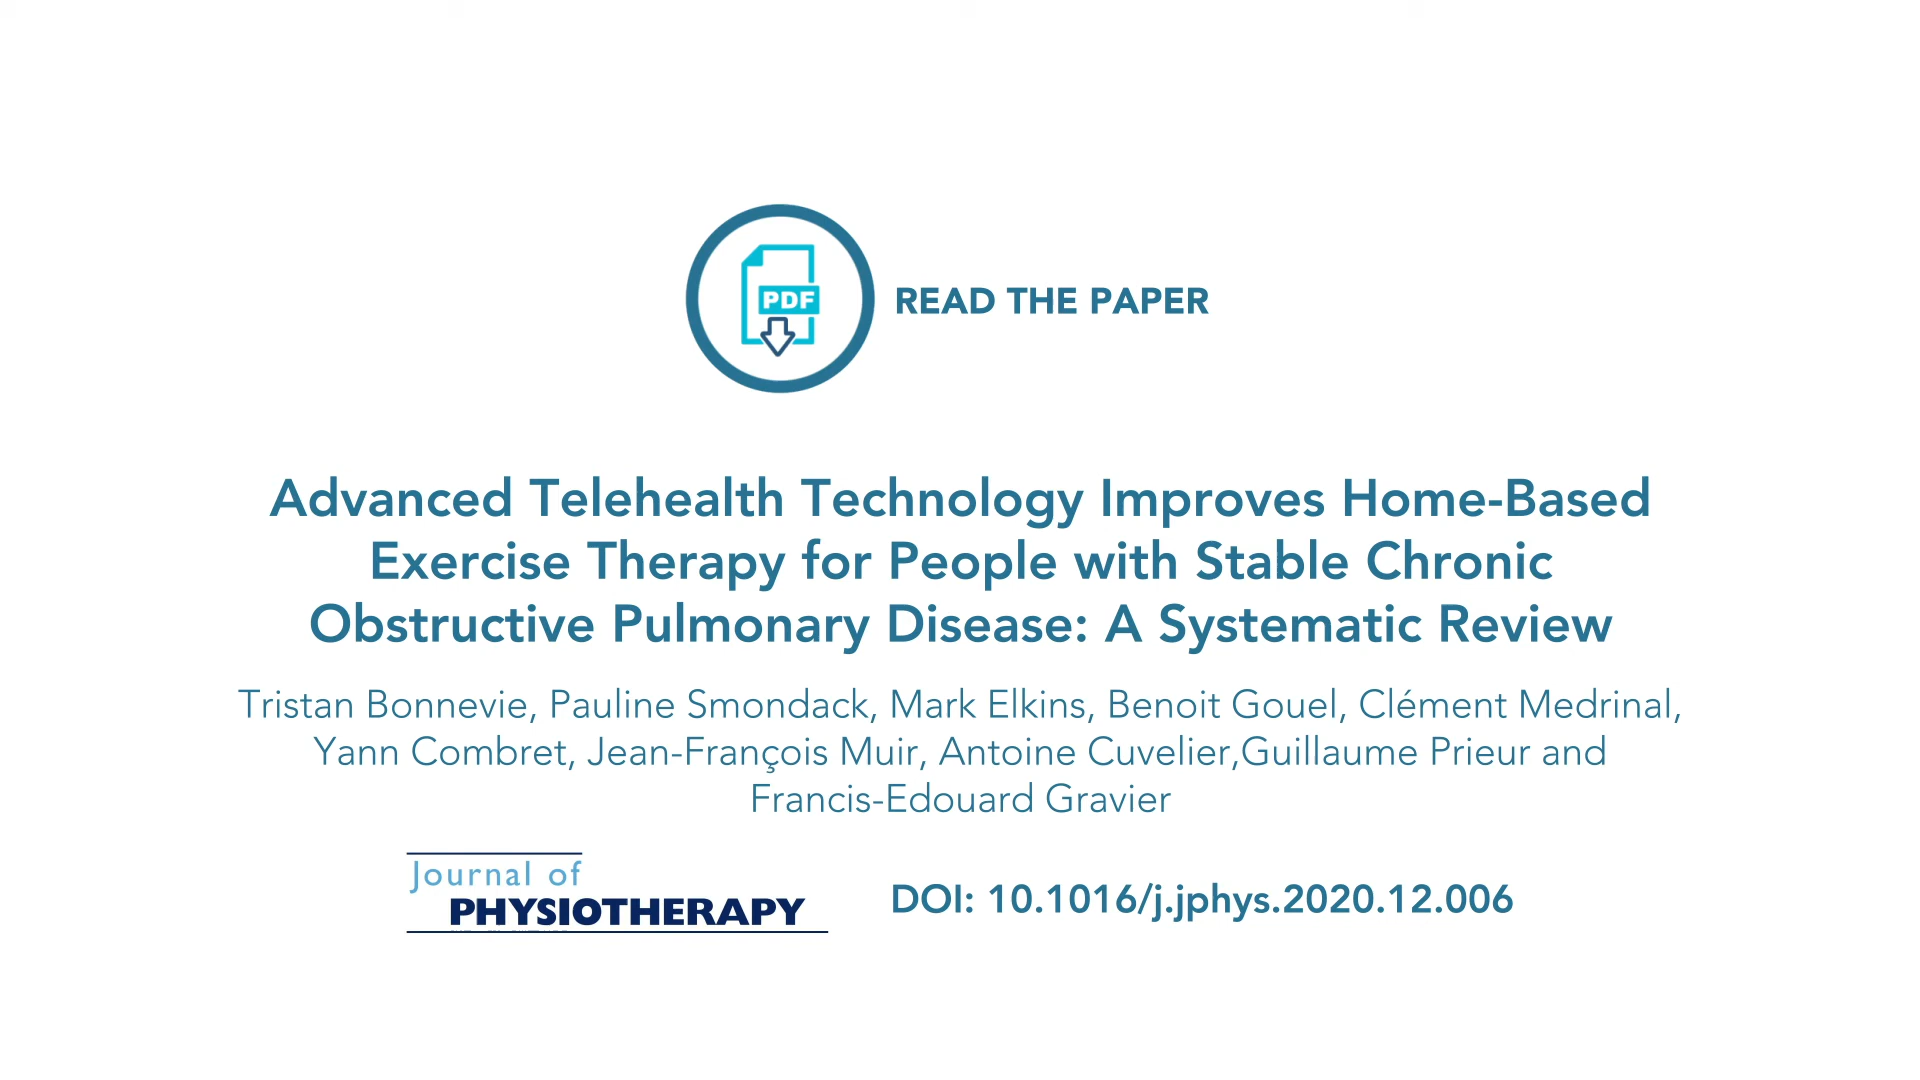 PDF
READ THE PAPER
Advanced Telehealth Technology Improves Home-Based
Exercise Therapy for People with Stable Chronic
Obstructive Pulmonary Disease: A Systematic Review
Tristan Bonnevie, Pauline Smondack, Mark Elkins, Benoit Gouel, Clément Medrinal,
Yann Combret, Jean-François Muir, Antoine Cuvelier,Guillaume Prieur and
Francis-Edouard Gravier
Journal of
PHYSIOTHERAPY
DOI: 10.1016/j.jphys.2020.12.006